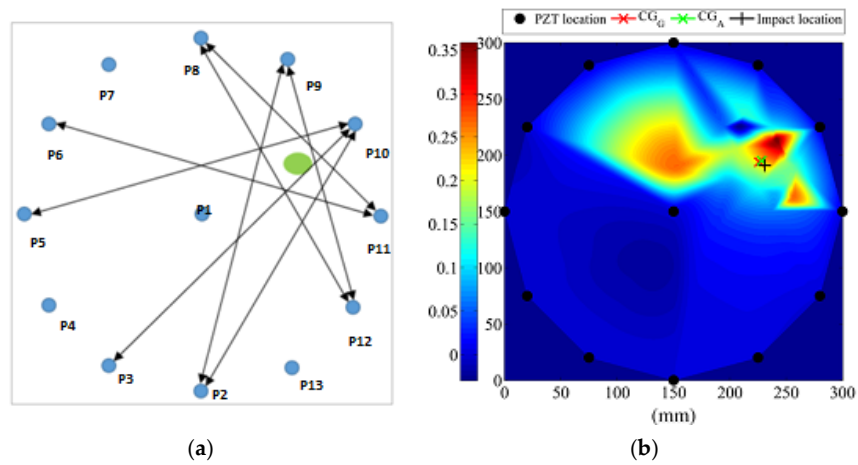 P8
P9
P7
P6
P10
P1
P5
P11
P4
P12
P3
P2
P13
(a)
PZT location CG_G CG_A Impact location
0.35
0.3
0.25
0.2
0.15
0.1
0.05
0
300
250
200
150
100
50
0
0 50 100 150 200 250 300
(mm)
(b)